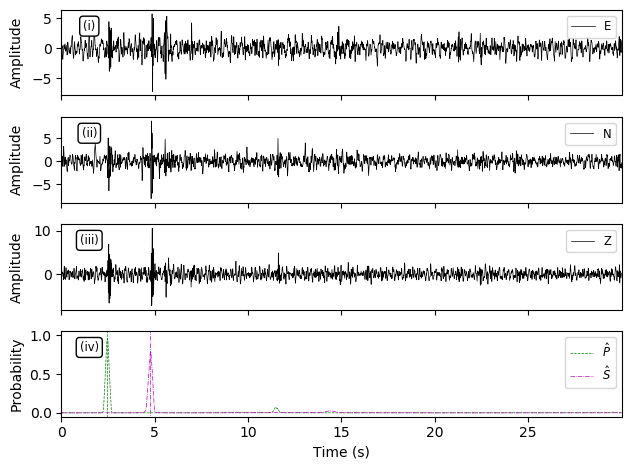 (i)
E
Amplitude
5
0
−5
(ii)
N
Amplitude
5
0
−5
(iii)
Z
Amplitude
10
0
(iv)
P̂
Ŝ
Probability
1.0
0.5
0.0
0 5 10 15 20 25
Time (s)